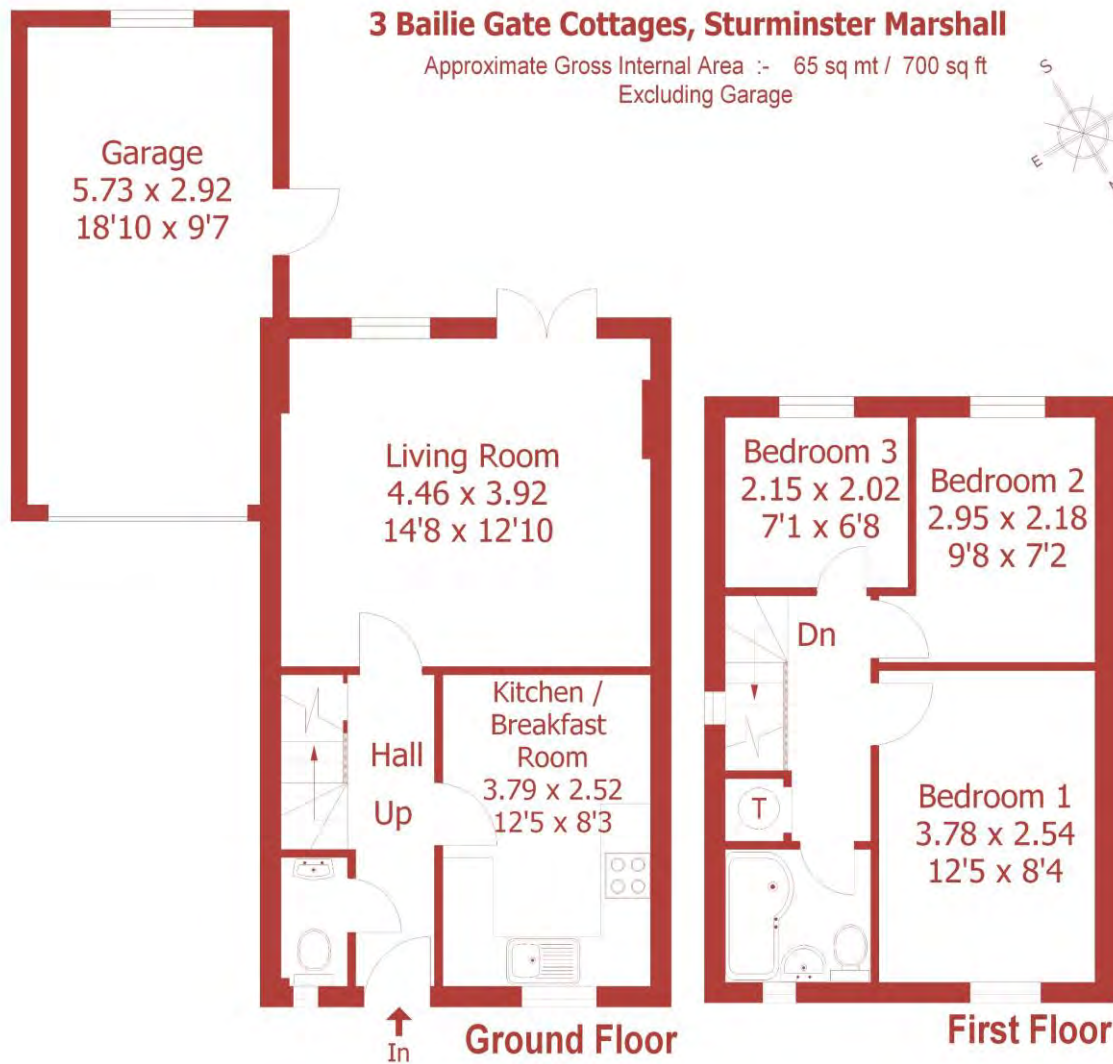 3 Bailie Gate Cottages, Sturminster Marshall
Approximate Gross Internal Area :- 65 sq mt / 700 sq ft
Excluding Garage
S
E
Garage
5.73 x 2.92
18'10 x 9'7
Living Room
4.46 x 3.92
14'8 x 12'10
Kitchen /
Breakfast
Room
3.79 x 2.52
12'5 x 8'3
Hall
Up
In
Ground Floor
Bedroom 3
2.15 x 2.02
7'1 x 6'8
Bedroom 2
2.95 x 2.18
9'8 x 7'2
Dn
T
Bedroom 1
3.78 x 2.54
12'5 x 8'4
First Floor